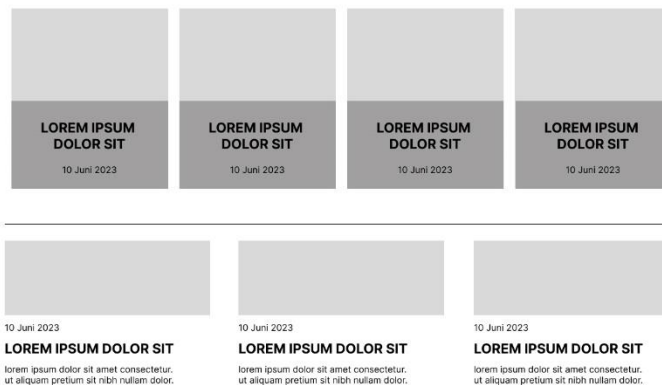 LOREM IPSUM
DOLOR SIT
10 Juni 2023
LOREM IPSUM
DOLOR SIT
10 Juni 2023
LOREM IPSUM
DOLOR SIT
10 Juni 2023
LOREM IPSUM
DOLOR SIT
10 Juni 2023
10 Juni 2023
LOREM IPSUM DOLOR SIT
lorem ipsum dolor sit amet consectetur.
ut aliquam pretium sit nibh nullam dolor.
10 Juni 2023
LOREM IPSUM DOLOR SIT
lorem ipsum dolor sit amet consectetur.
ut aliquam pretium sit nibh nullam dolor.
10 Juni 2023
LOREM IPSUM DOLOR SIT
lorem ipsum dolor sit amet consectetur.
ut aliquam pretium sit nibh nullam dolor.